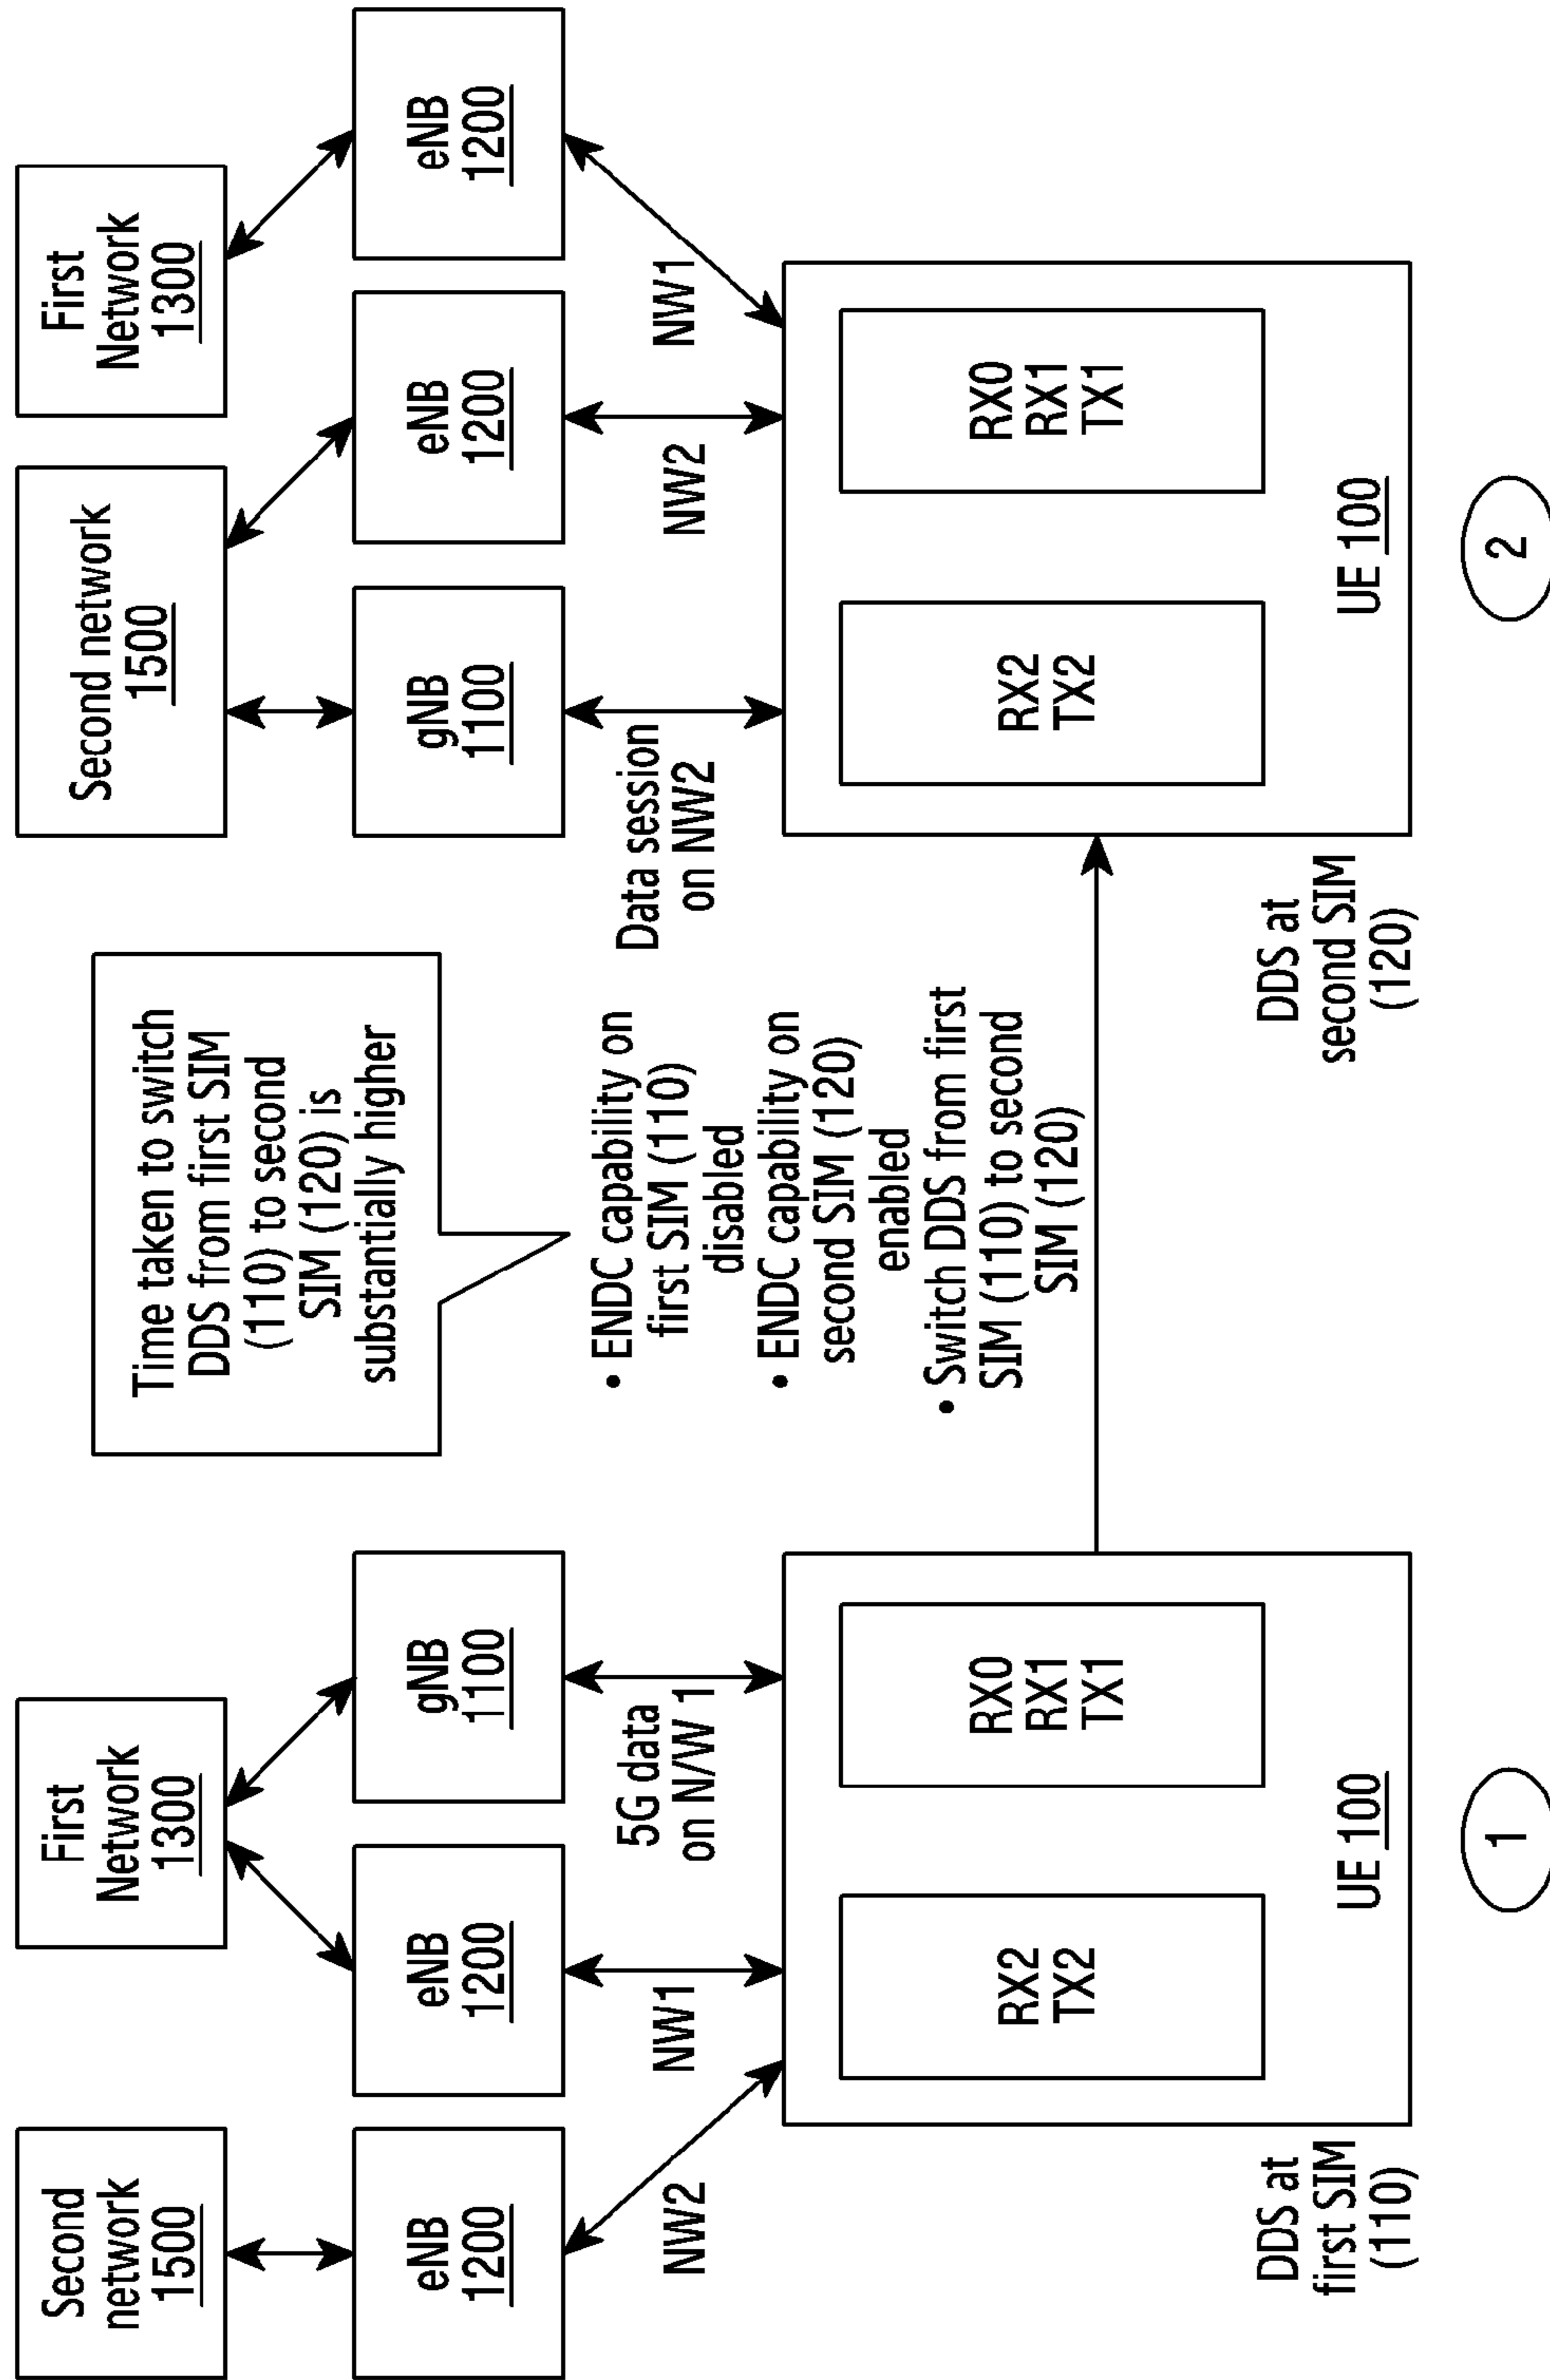 Second
network
1500
First
Network
1300
eNB
1200
eNB
1200
gNB
1100
NW2
NW1
5G data
on N/W 1
RX2
TX2
RX0
RX1
TX1
UE 100
DDS at
first SIM
(110)
1
Time taken to switch
DDS from first SIM
(110) to second
SIM (120) is
substantially higher
• ENDC capability on
first SIM (110)
disabled
• ENDC capability on
second SIM (120)
enabled
• Switch DDS from first
SIM (110) to second
SIM (120)
Second network
1500
First
Network
1300
gNB
1100
eNB
1200
eNB
1200
Data session
on NW2
NW2
NW1
RX2
TX2
RX0
RX1
TX1
UE 100
DDS at
second SIM
(120)
2